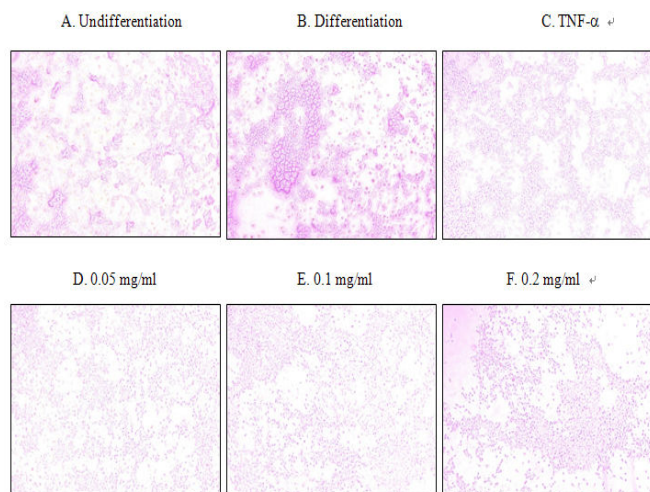 A. Undifferentiation
B. Differentiation
C. TNF-α ↵
D. 0.05 mg/ml
E. 0.1 mg/ml
F. 0.2 mg/ml ↵